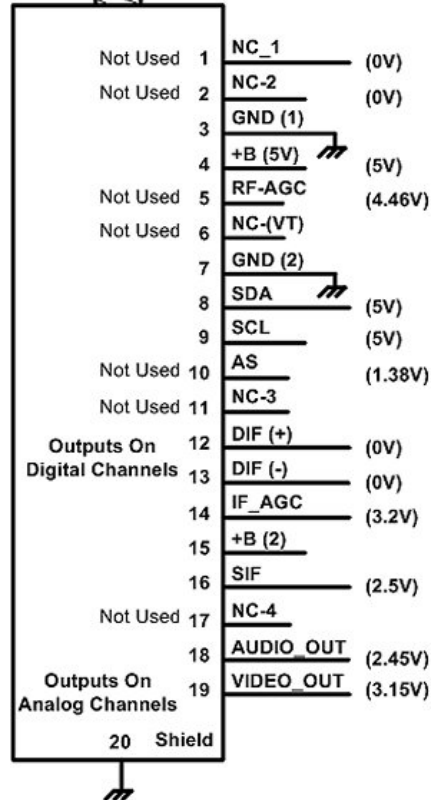 Not Used 1 NC_1 (0V)
Not Used 2 NC-2 (0V)
3 GND (1)
4 +B (5V) (5V)
Not Used 5 RF-AGC (4.46V)
Not Used 6 NC-(VT)
7 GND (2)
8 SDA (5V)
9 SCL (5V)
Not Used 10 AS (1.38V)
Not Used 11 NC-3
Outputs On
Digital Channels
12 DIF (+) (0V)
13 DIF (-) (0V)
14 IF_AGC (3.2V)
15 +B (2)
16 SIF (2.5V)
Not Used 17 NC-4
Outputs On
Analog Channels
18 AUDIO_OUT (2.45V)
19 VIDEO_OUT (3.15V)
20 Shield